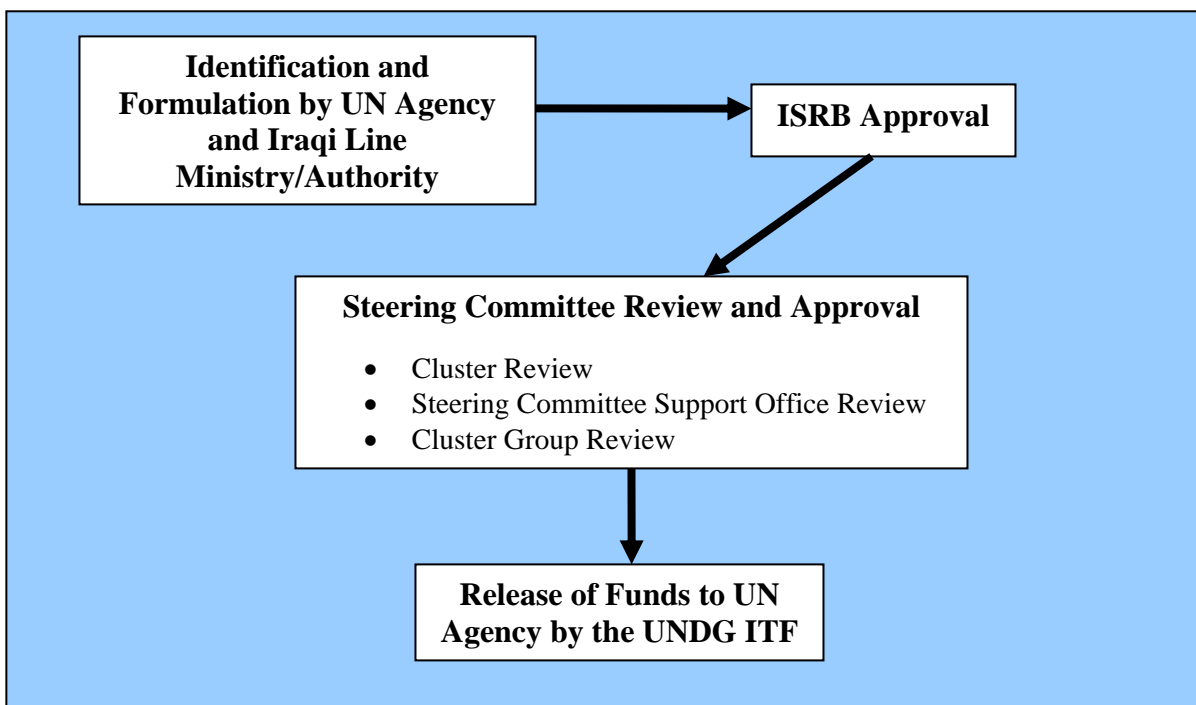 Identification and
Formulation by UN Agency
and Iraqi Line
Ministry/Authority
ISRB Approval
Steering Committee Review and Approval
• Cluster Review
• Steering Committee Support Office Review
• Cluster Group Review
Release of Funds to UN
Agency by the UNDG ITF